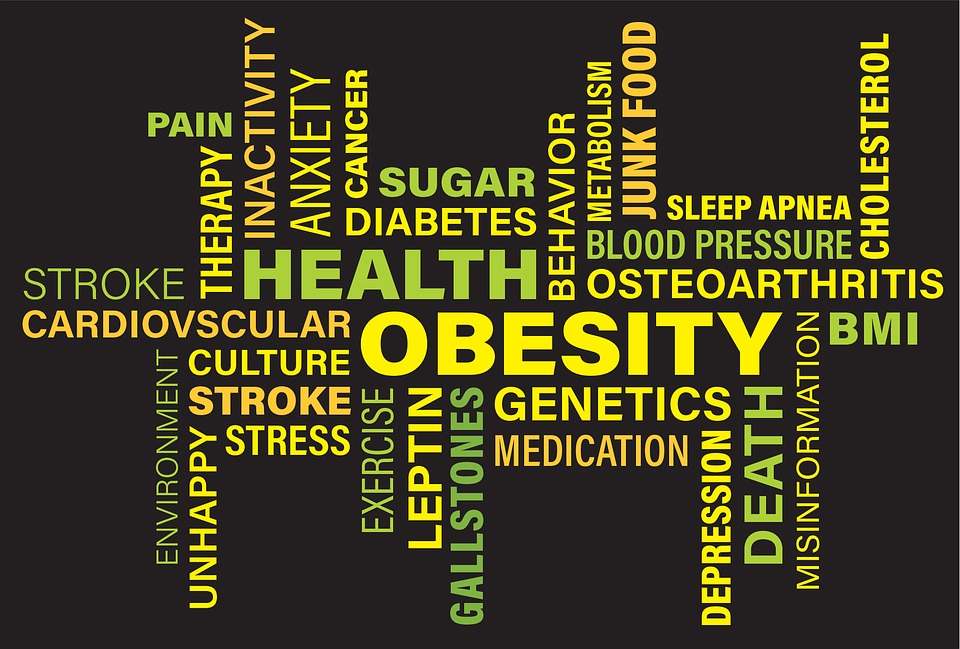 PAIN
THERAPY
INACTIVITY
ANXIETY
CANCER
SUGAR
DIABETES
HEALTH
BEHAVIOR
METABOLISM
JUNK FOOD
SLEEP APNEA
BLOOD PRESSURE
CHOLESTEROL
OSTEOARTHRITIS
STROKE
CARDIOVSCULAR
OBESITY
BMI
ENVIRONMENT
CULTURE
STROKE
STRESS
UNHAPPY
EXERCISE
LEPTIN
GALLSTONES
GENETICS
MEDICATION
DEPRESSION
DEATH
MISINFORMATION